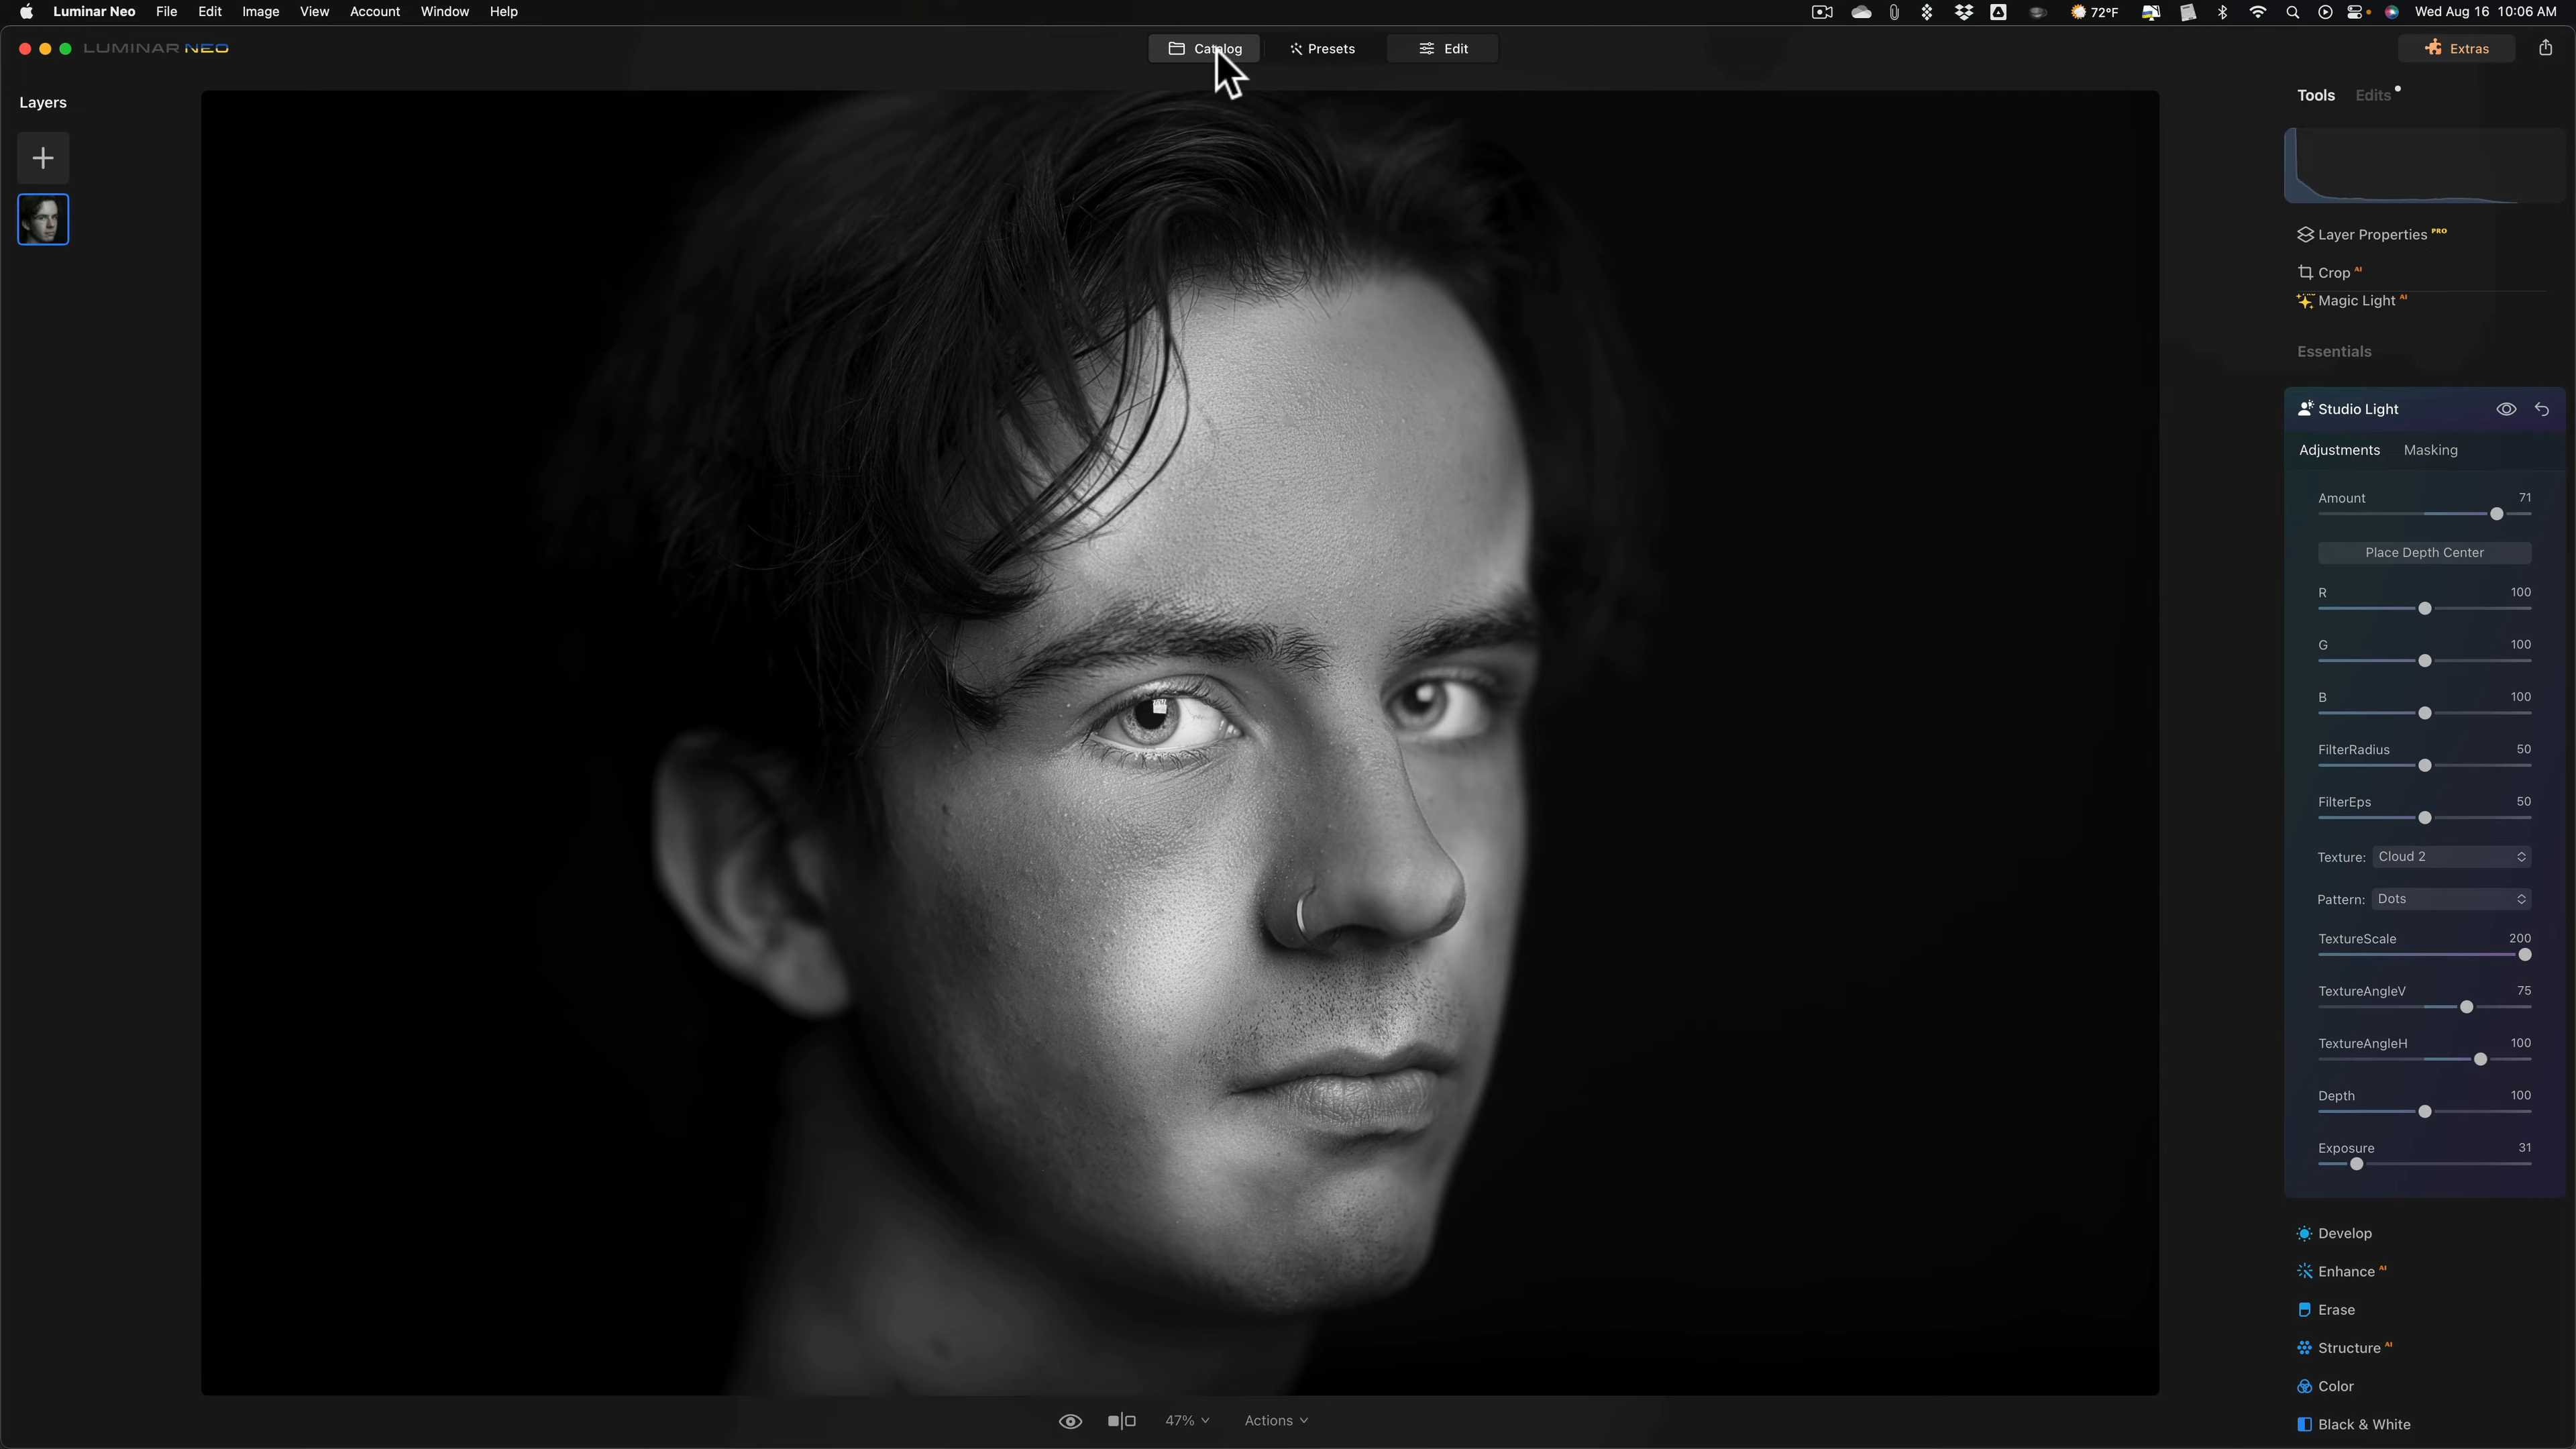 Luminar Neo File Edit Image View Account Window Help 72°F Wed Aug 16 10:06 AM
LUMINAR NEO Catalog Presets Edit Extras
Layers
Tools Edits
Layer Properties PRO
Crop AI
Magic Light AI
Essentials
Studio Light
Adjustments Masking
Amount 71
Place Depth Center
R 100
G 100
B 100
FilterRadius 50
FilterEps 50
Texture: Cloud 2
Pattern: Dots
TextureScale 200
TextureAngleV 75
TextureAngleH 100
Depth 100
Exposure 31
Develop
Enhance AI
Erase
Structure AI
Color
Black & White
47% Actions